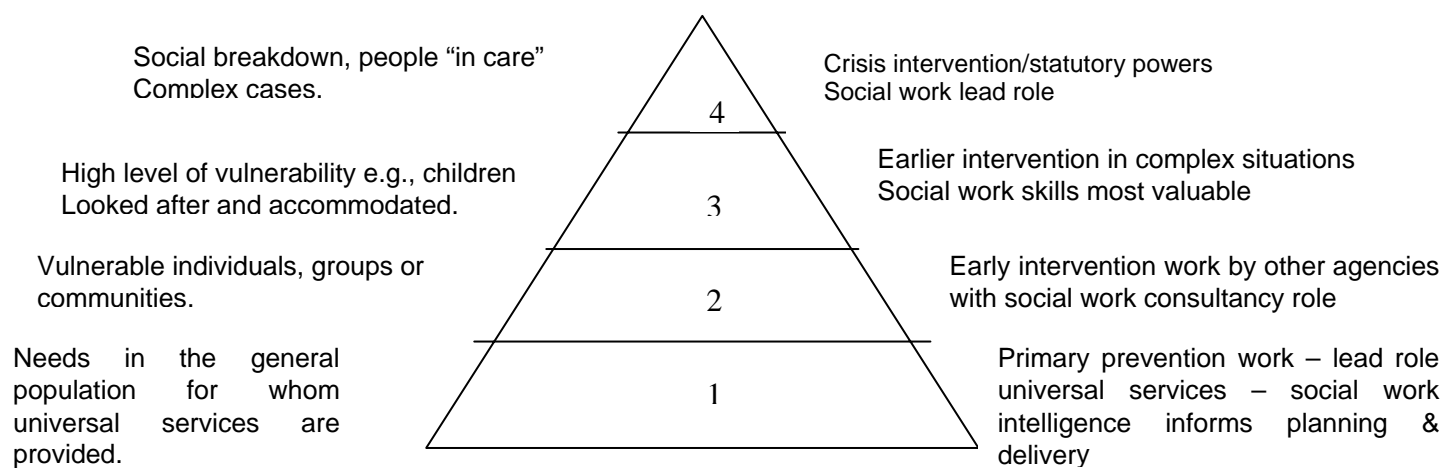 Social breakdown, people “in care”
Complex cases.
Crisis intervention/statutory powers
Social work lead role
4
High level of vulnerability e.g., children
Looked after and accommodated.
Earlier intervention in complex situations
Social work skills most valuable
3
Vulnerable individuals, groups or
communities.
Early intervention work by other agencies
with social work consultancy role
2
Needs in the general
population for whom
universal services are
provided.
Primary prevention work – lead role
universal services – social work
intelligence informs planning &
delivery
1